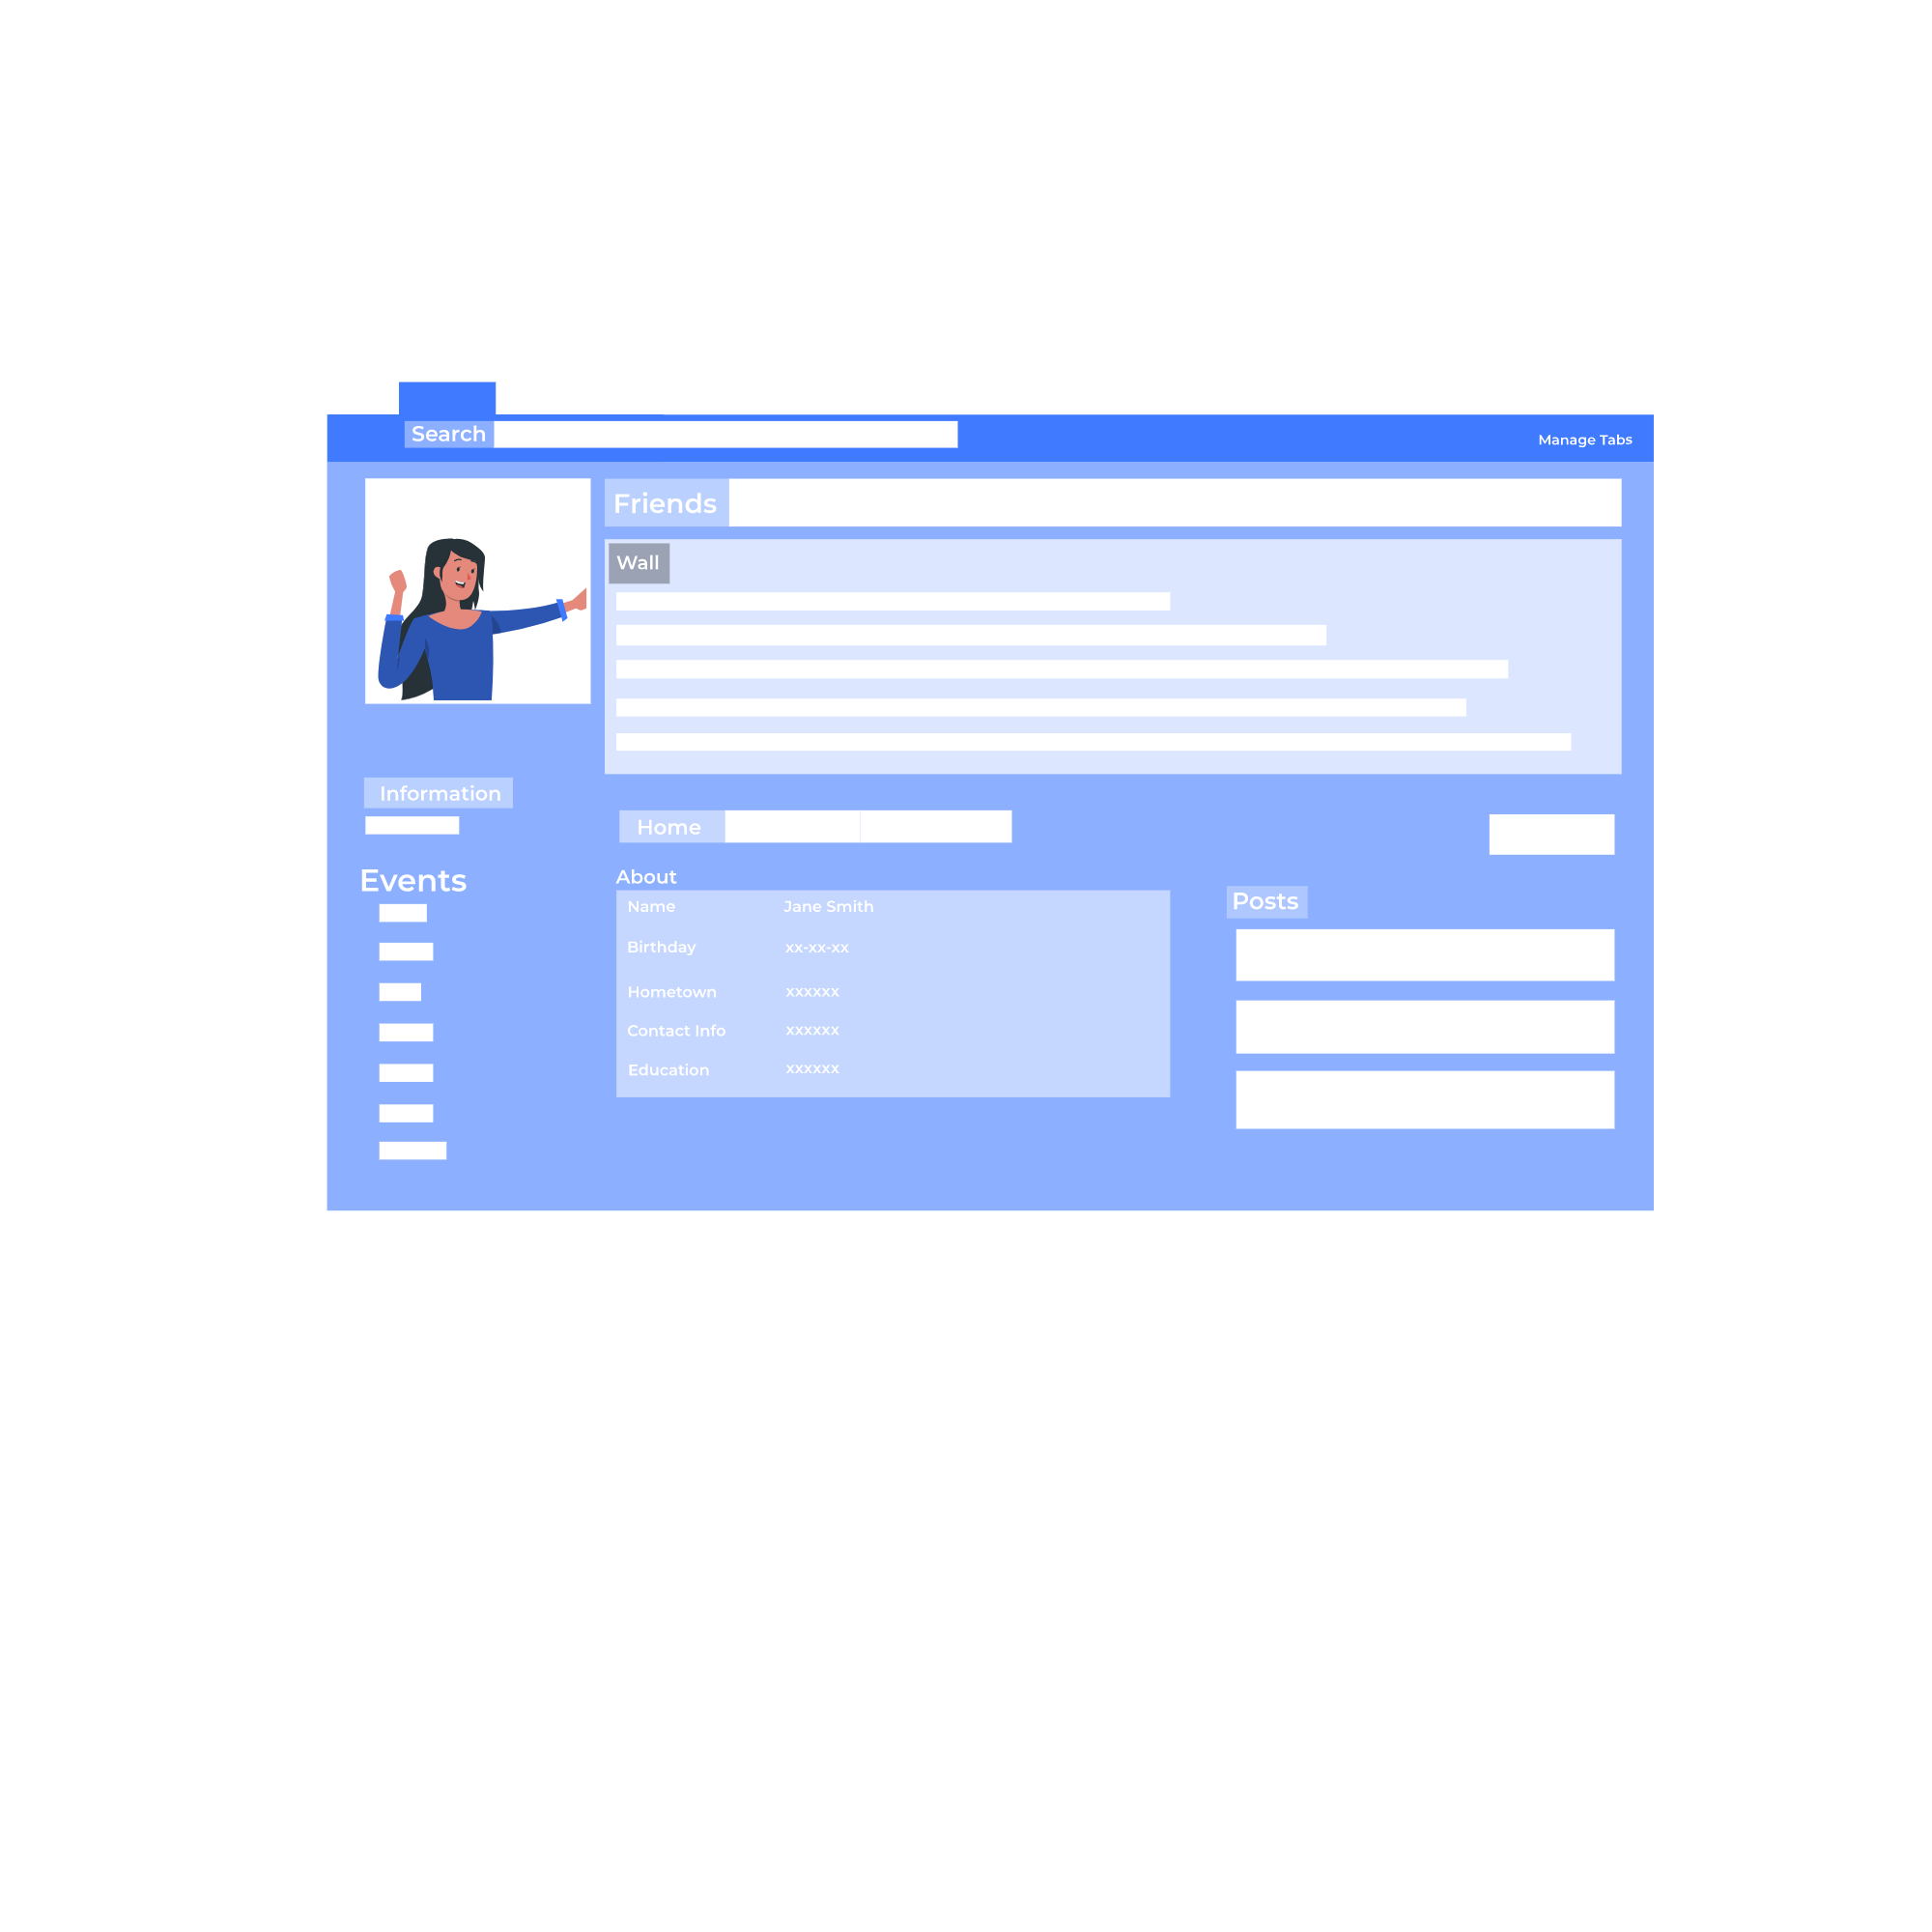 Search
Manage Tabs
Friends
Wall
Information
Home
Events
About
Name Jane Smith
Birthday xx-xx-xx
Hometown xxxxxx
Contact Info xxxxxx
Education xxxxxx
Posts